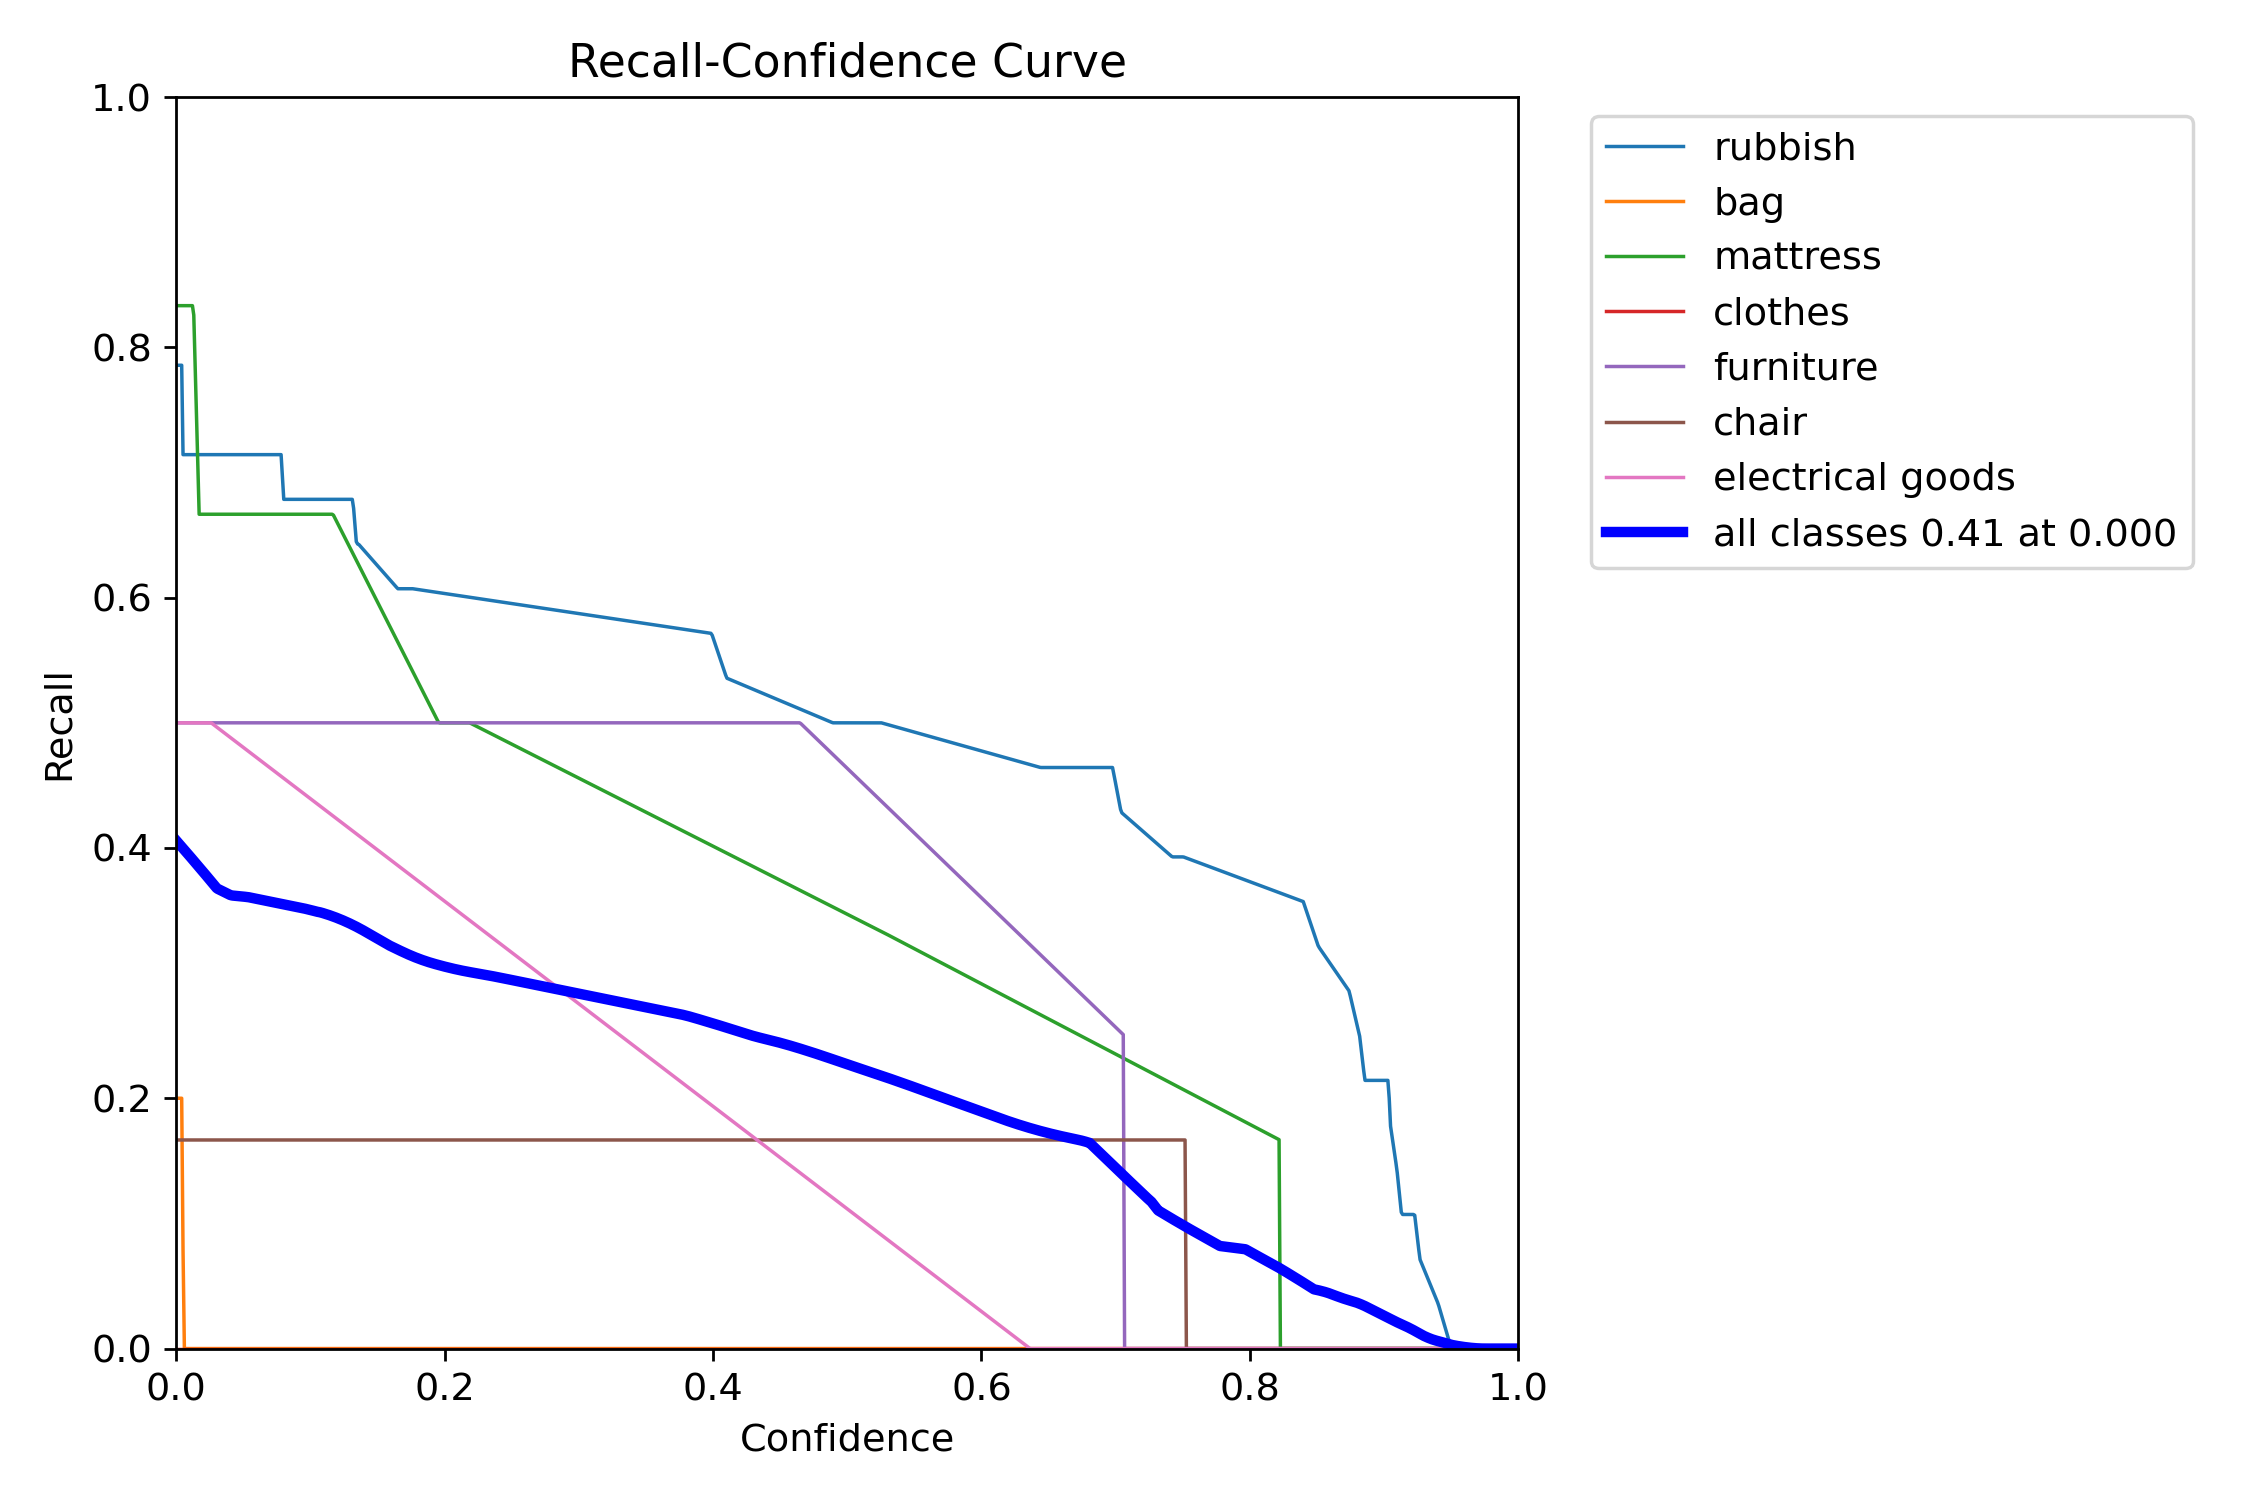 Recall-Confidence Curve
1.0
0.8
0.6
0.4
0.2
0.0
Recall
0.0 0.2 0.4 0.6 0.8 1.0
Confidence
rubbish
bag
mattress
clothes
furniture
chair
electrical goods
all classes 0.41 at 0.000